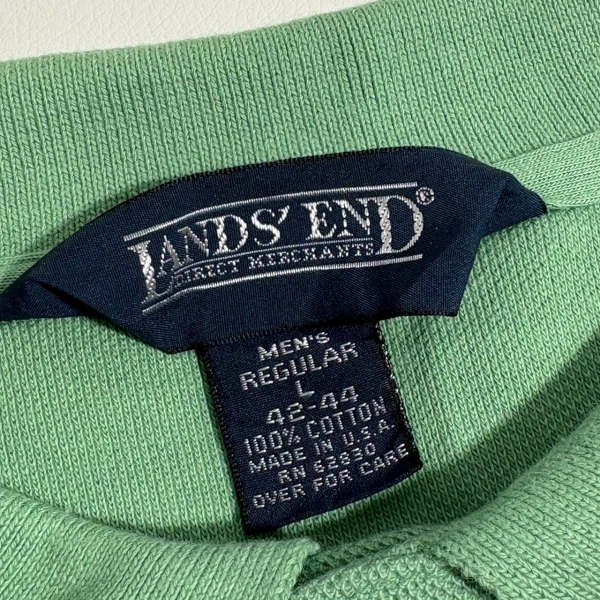 LANDS' END®
DIRECT MERCHANTS
MEN'S
REGULAR
L
42-44
100% COTTON
MADE IN U.S.A
RN 62830
OVER FOR CARE